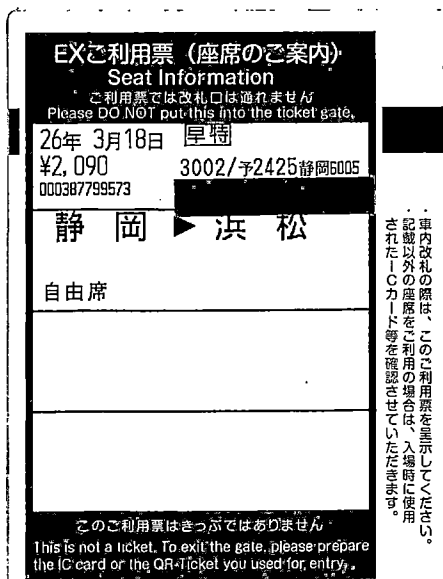 EXご利用票(座席のご案内)
Seat Information
ご利用票では改札口は通れません
Please DO NOT put this into the ticket gate.
26年 3月18日 早特
¥2,090 3002/予2425静岡6005
000387799573
静 岡 ▶ 浜 松
自由席
このご利用票はきっぷではありません
This is not a ticket. To exit the gate, please prepare
the IC card or the QR-Ticket you used for entry.
・車内改札の際は、このご利用票を呈示してください。
・記載以外の座席をご利用の場合は、入場時に使用
されたICカード等を確認させていただきます。